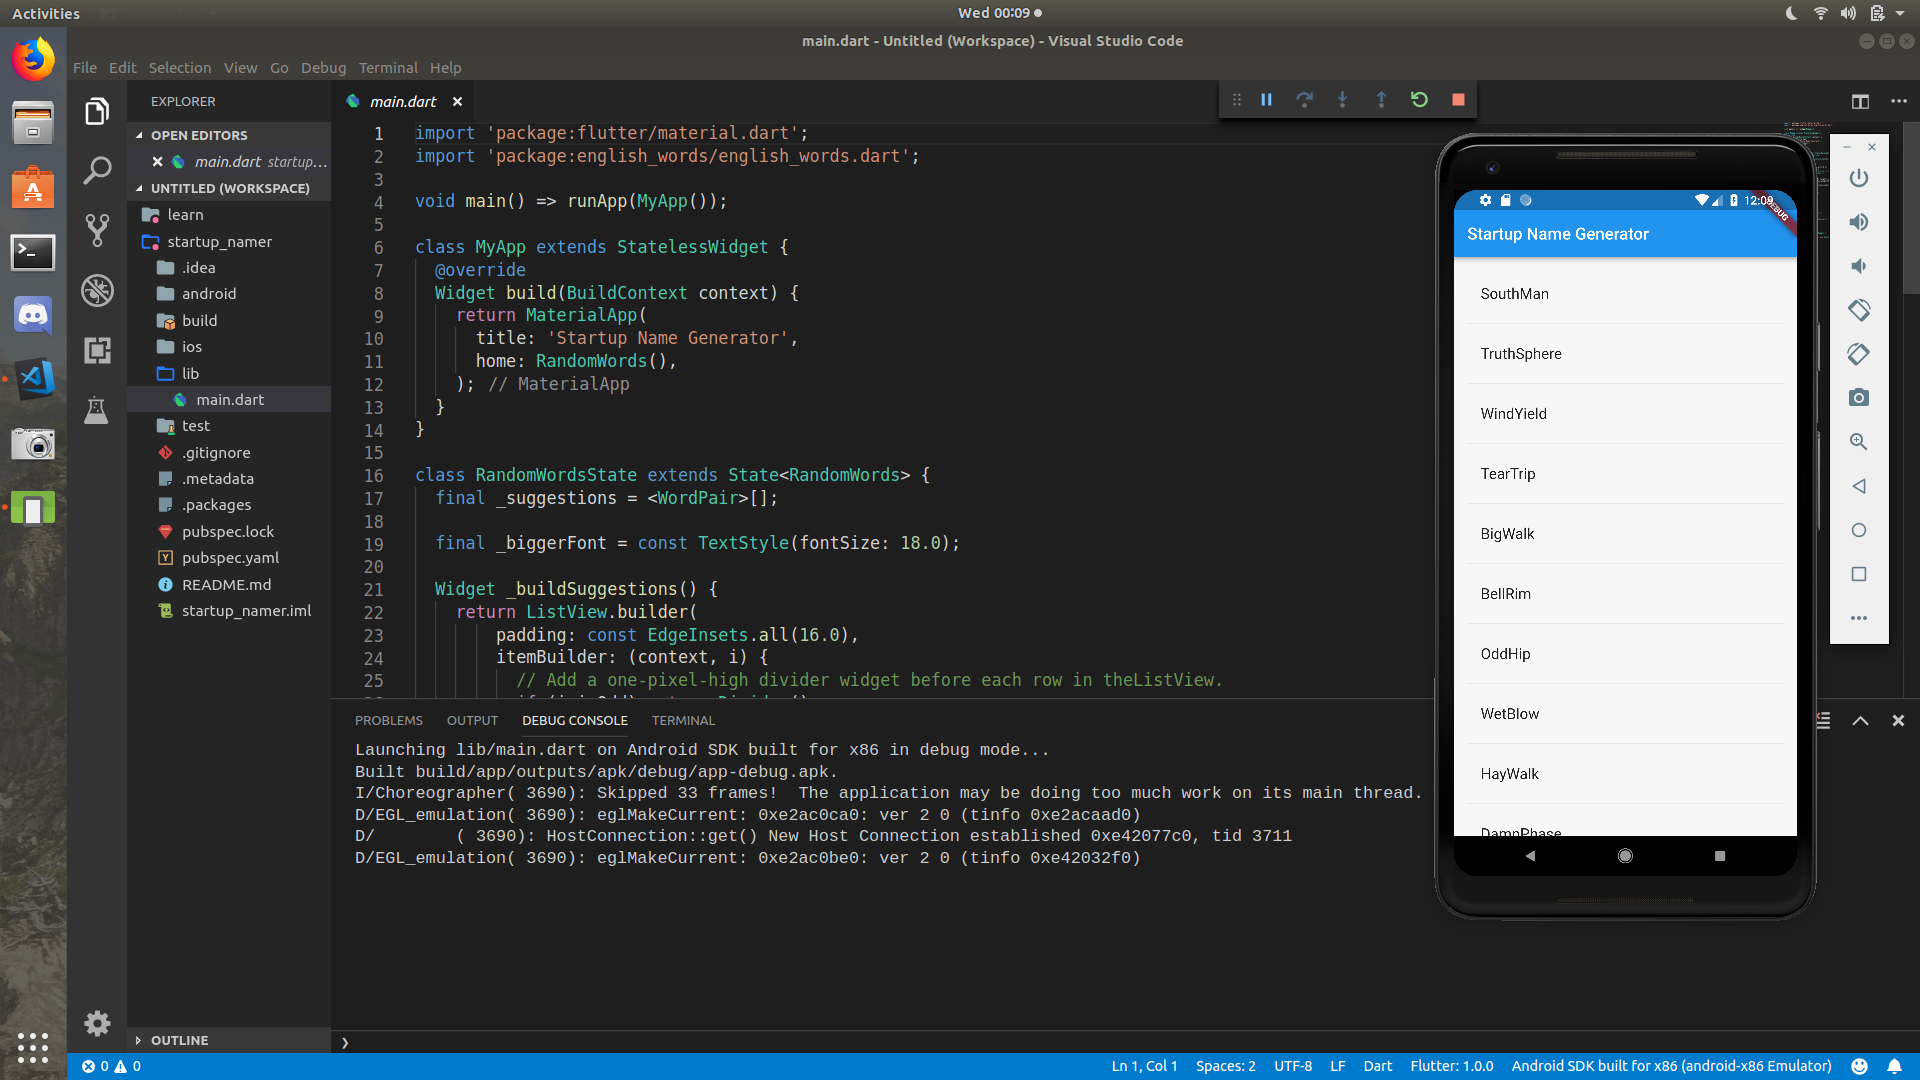 Activities
Wed 00:09
main.dart - Untitled (Workspace) - Visual Studio Code
File Edit Selection View Go Debug Terminal Help
EXPLORER
OPEN EDITORS
main.dart startup...
UNTITLED (WORKSPACE)
learn
startup_namer
.idea
android
build
ios
lib
main.dart
test
.gitignore
.metadata
.packages
pubspec.lock
pubspec.yaml
README.md
startup_namer.iml
OUTLINE
main.dart
1 import 'package:flutter/material.dart';
2 import 'package:english_words/english_words.dart';
3
4 void main() => runApp(MyApp());
5
6 class MyApp extends StatelessWidget {
7 @override
8 Widget build(BuildContext context) {
9 return MaterialApp(
10 title: 'Startup Name Generator',
11 home: RandomWords(),
12 ); // MaterialApp
13 }
14 }
15
16 class RandomWordsState extends State<RandomWords> {
17 final _suggestions = <WordPair>[];
18
19 final _biggerFont = const TextStyle(fontSize: 18.0);
20
21 Widget _buildSuggestions() {
22 return ListView.builder(
23 padding: const EdgeInsets.all(16.0),
24 itemBuilder: (context, i) {
25 // Add a one-pixel-high divider widget before each row in theListView.
PROBLEMS OUTPUT DEBUG CONSOLE TERMINAL
Launching lib/main.dart on Android SDK built for x86 in debug mode...
Built build/app/outputs/apk/debug/app-debug.apk.
I/Choreographer( 3690): Skipped 33 frames!  The application may be doing too much work on its main thread.
D/EGL_emulation( 3690): eglMakeCurrent: 0xe2ac0ca0: ver 2 0 (tinfo 0xe2acaad0)
D/        ( 3690): HostConnection::get() New Host Connection established 0xe42077c0, tid 3711
D/EGL_emulation( 3690): eglMakeCurrent: 0xe2ac0be0: ver 2 0 (tinfo 0xe42032f0)
12:09
DEBUG
Startup Name Generator
SouthMan
TruthSphere
WindYield
TearTrip
BigWalk
BellRim
OddHip
WetBlow
HayWalk
DampPhase
0 0
Ln 1, Col 1 Spaces: 2 UTF-8 LF Dart Flutter: 1.0.0 Android SDK built for x86 (android-x86 Emulator)